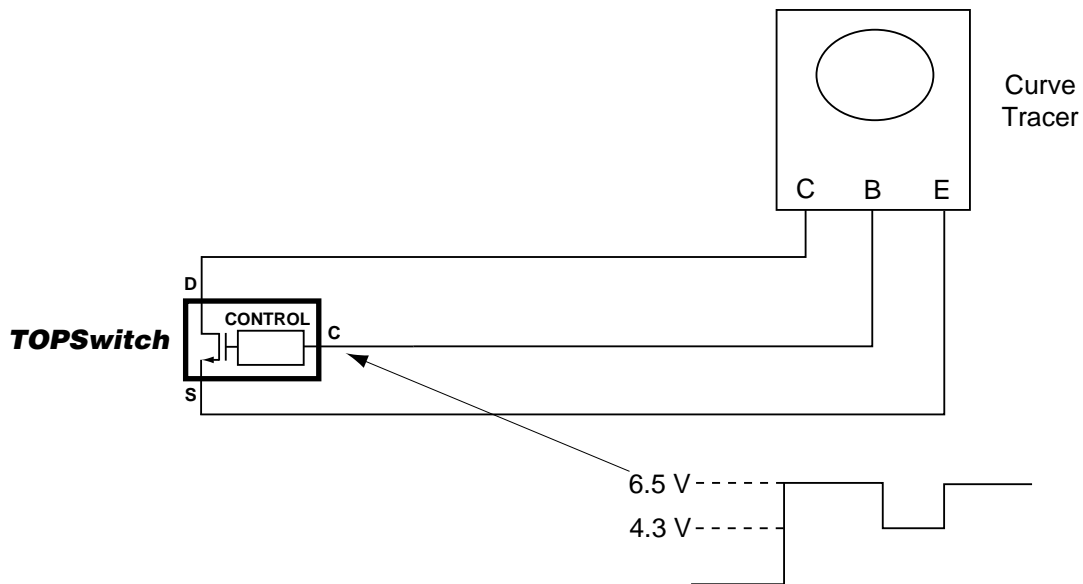 Curve
Tracer
C B E
D
CONTROL
C
TOPSwitch
S
6.5 V
4.3 V